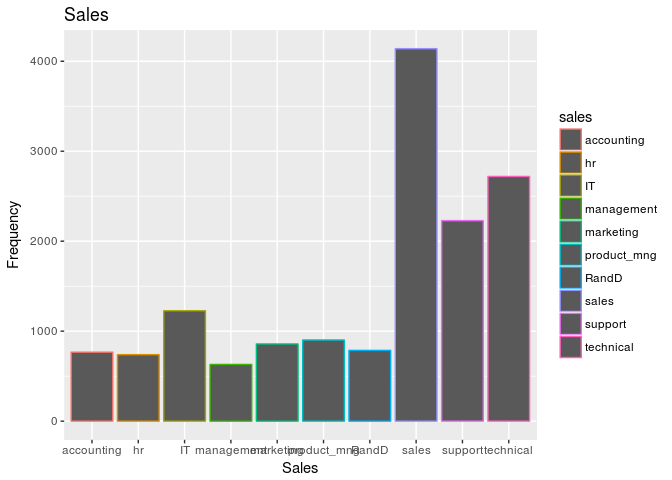 Sales
Frequency
4000
3000
2000
1000
0
accounting hr IT management marketing product_mng RandD sales support technical
Sales
sales
accounting
hr
IT
management
marketing
product_mng
RandD
sales
support
technical